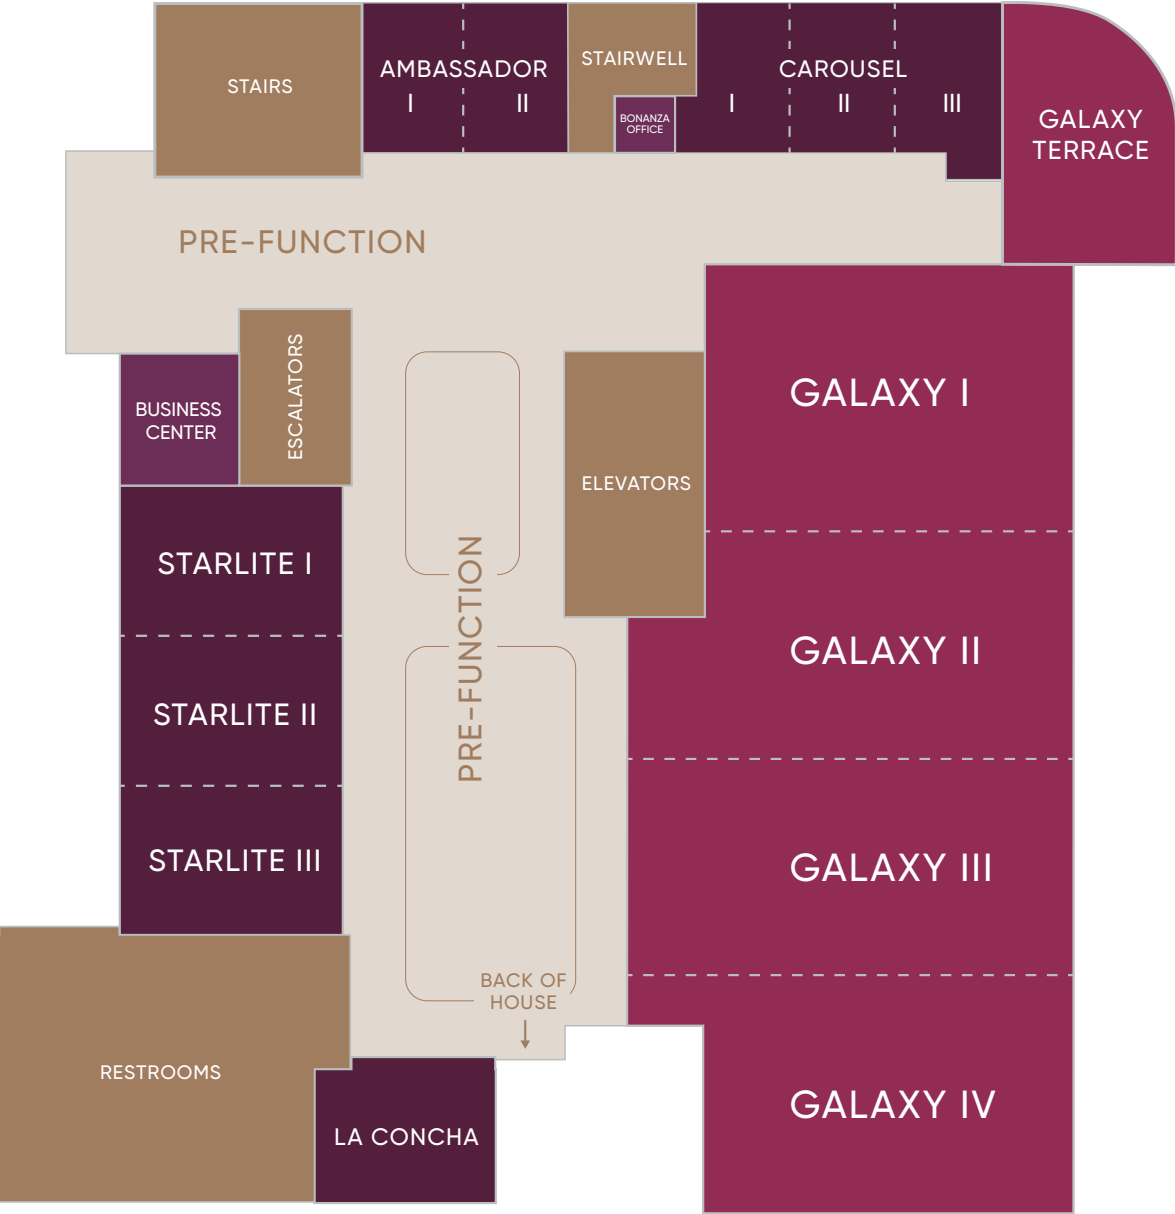 STAIRS
AMBASSADOR
I II
STAIRWELL
BONANZA
OFFICE
CAROUSEL
I II III
GALAXY
TERRACE
PRE-FUNCTION
ESCALATORS
BUSINESS
CENTER
ELEVATORS
GALAXY I
STARLITE I
PRE-FUNCTION
GALAXY II
STARLITE II
STARLITE III
GALAXY III
BACK OF
HOUSE
RESTROOMS
LA CONCHA
GALAXY IV